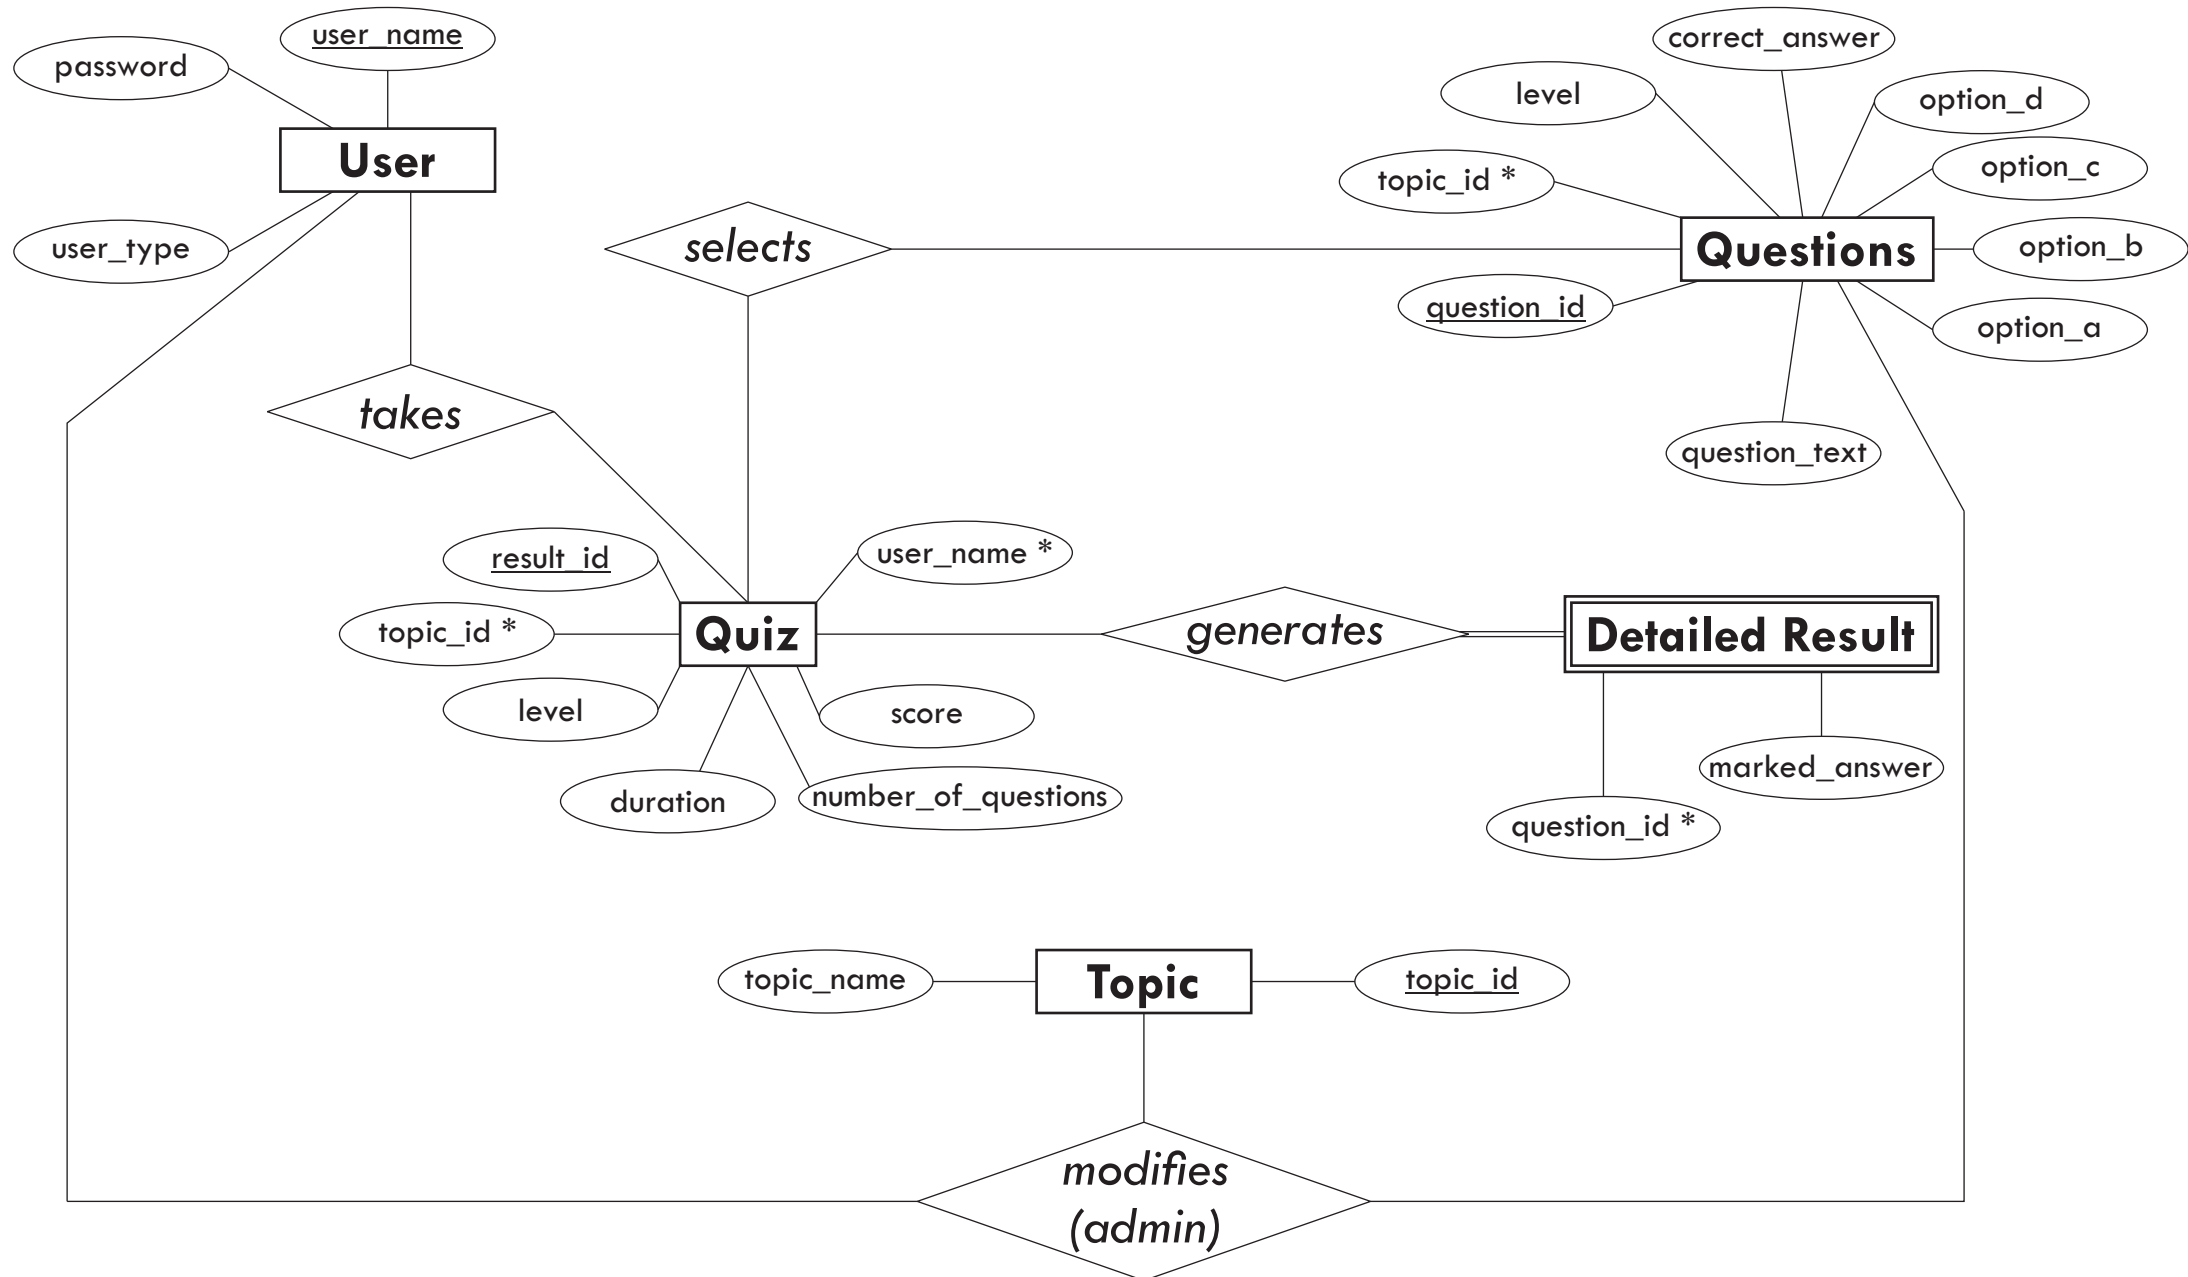 user_name
correct_answer
password
level
option_d
User
option_c
topic_id *
user_type
selects
Questions
option_b
question_id
option_a
takes
question_text
result_id
user_name *
topic_id *
Quiz
generates
Detailed Result
level
score
marked_answer
duration
number_of_questions
question_id *
topic_name
Topic
topic_id
modifies
(admin)